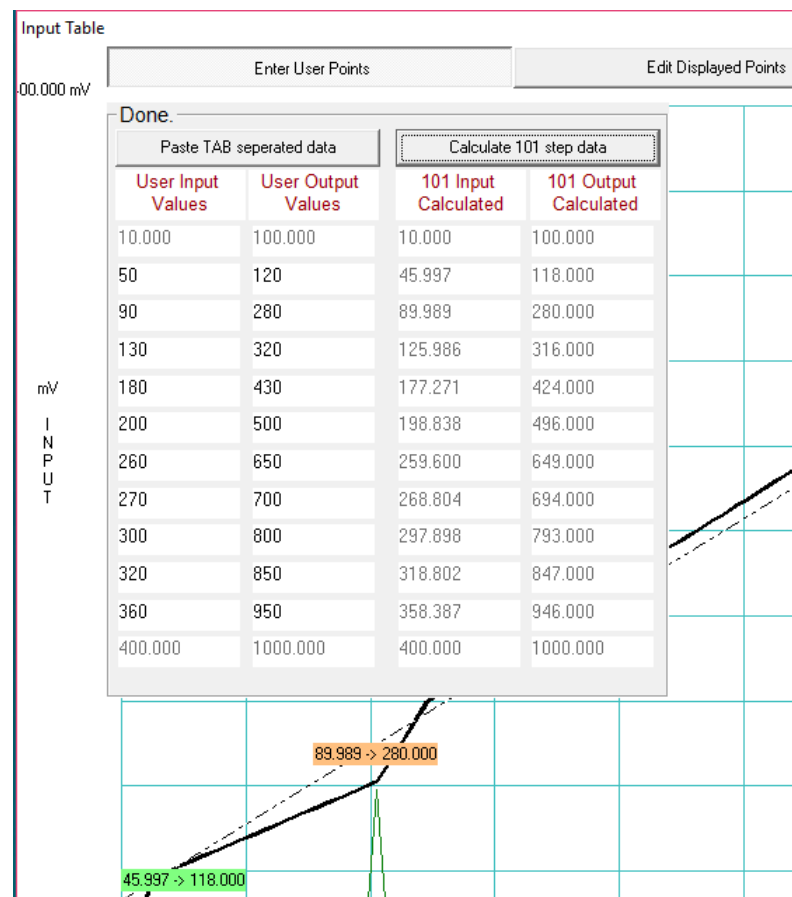 Input Table
Enter User Points
Edit Displayed Points
00.000 mV
Done.
Paste TAB seperated data
Calculate 101 step data
User Input Values
User Output Values
101 Input Calculated
101 Output Calculated
10.000 100.000 10.000 100.000
50 120 45.997 118.000
90 280 89.989 280.000
130 320 125.986 316.000
180 430 177.271 424.000
200 500 198.838 496.000
260 650 259.600 649.000
270 700 268.804 694.000
300 800 297.898 793.000
320 850 318.802 847.000
360 950 358.387 946.000
400.000 1000.000 400.000 1000.000
mV
INPUT
89.989 -> 280.000
45.997 -> 118.000